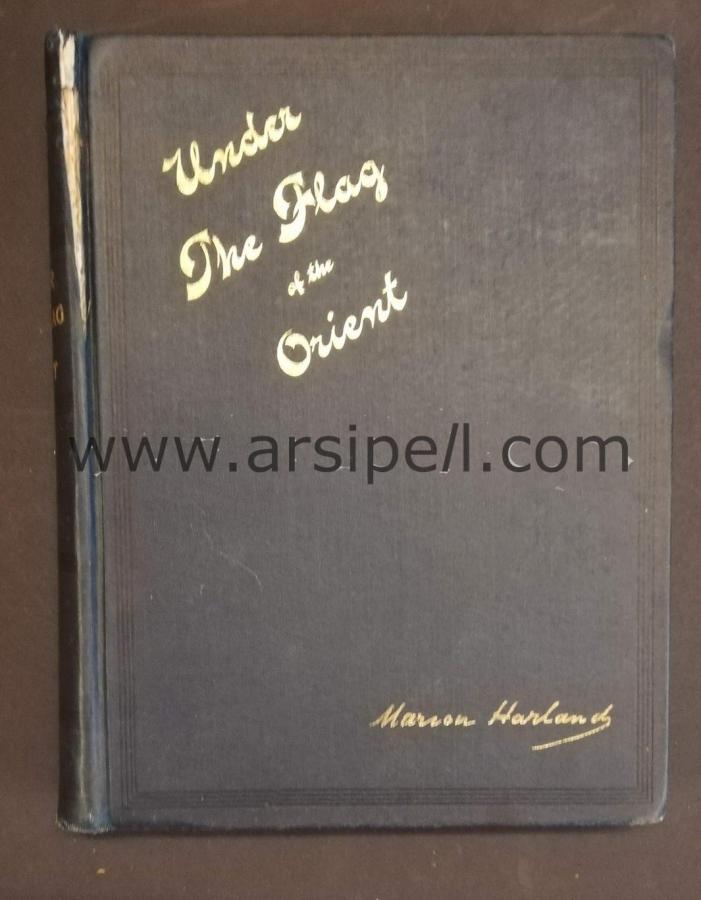 Under
The Flag
of the
Orient
www.arsipell.com
Marion Harland